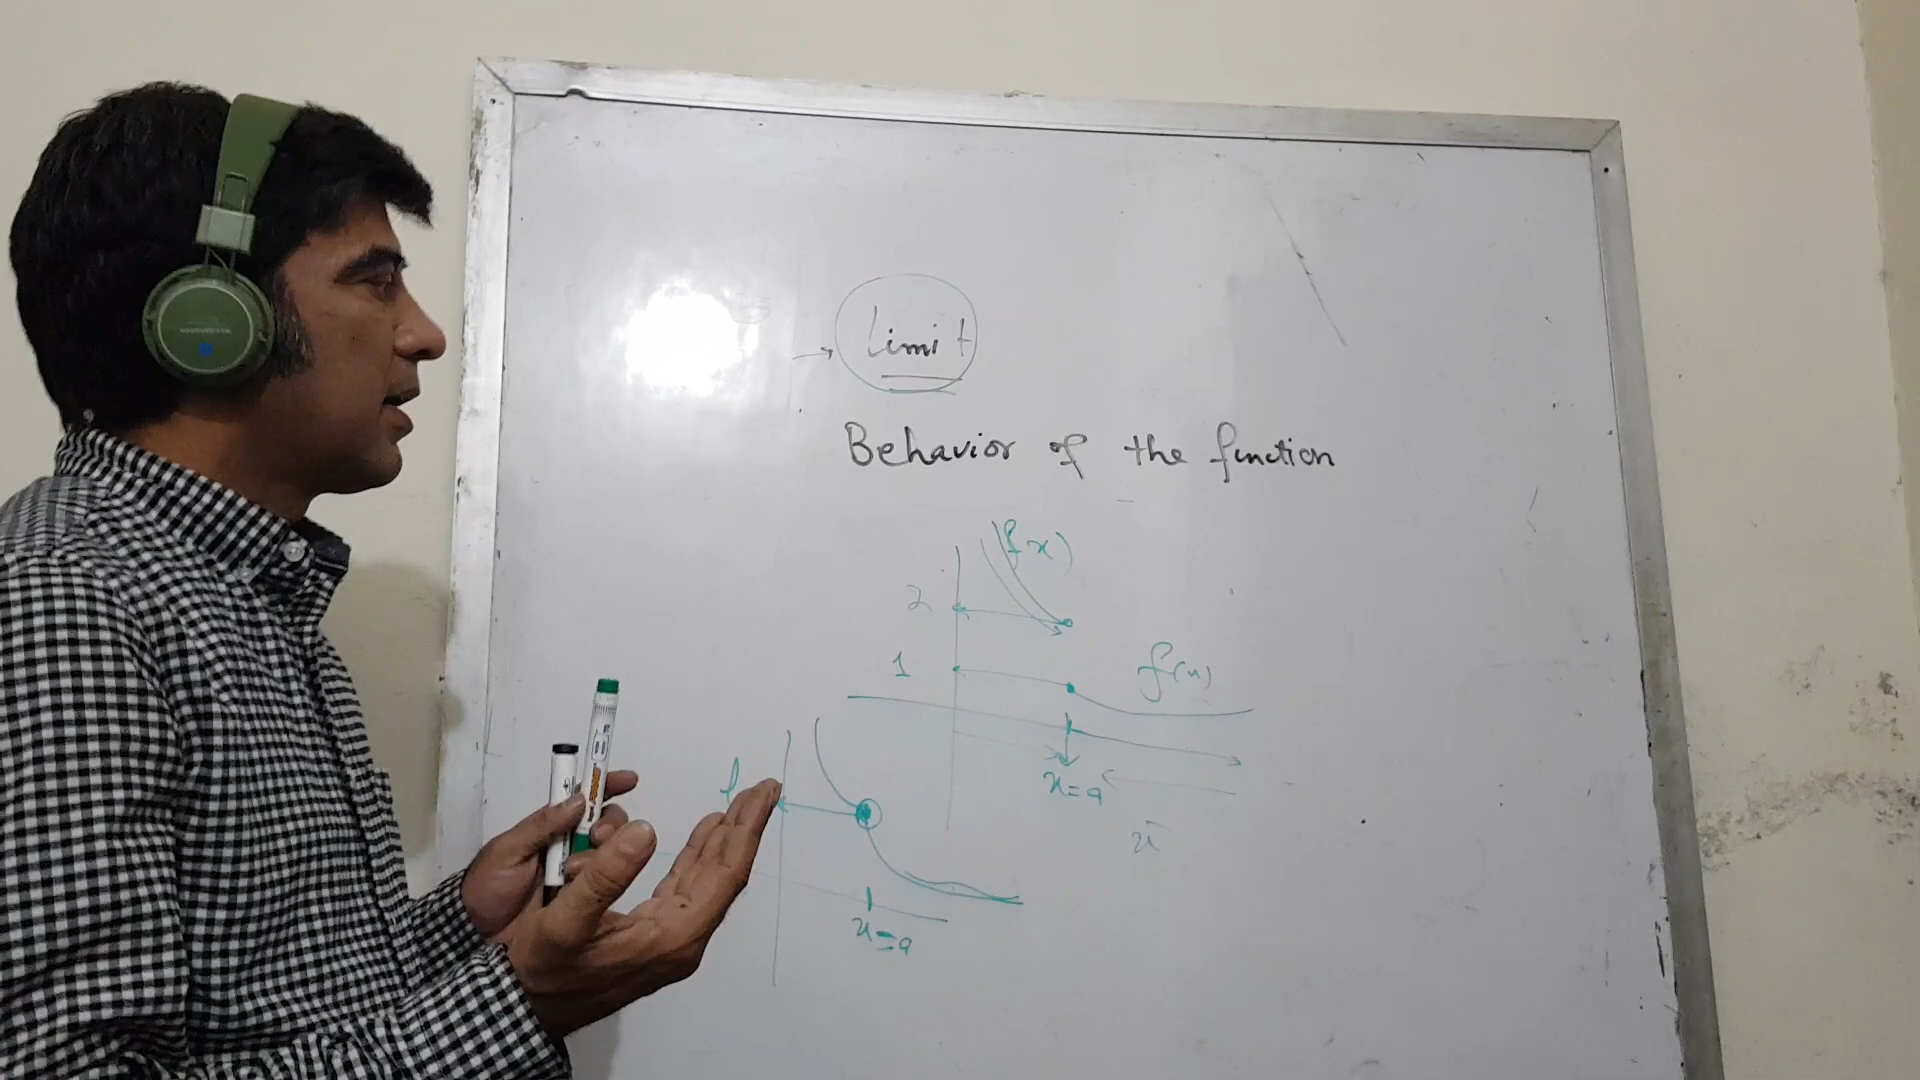 Limit
Behavior of the function
f(x)
2
1
f(x)
x=a
l
x=a